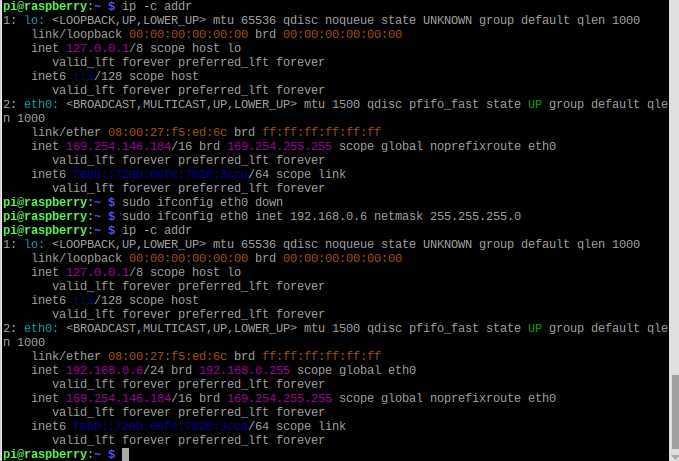 pi@raspberry:~ $ ip -c addr
1: lo: <LOOPBACK,UP,LOWER_UP> mtu 65536 qdisc noqueue state UNKNOWN group default qlen 1000
link/loopback 00:00:00:00:00:00 brd 00:00:00:00:00:00
inet 127.0.0.1/8 scope host lo
valid_lft forever preferred_lft forever
inet6 ::1/128 scope host
valid_lft forever preferred_lft forever
2: eth0: <BROADCAST,MULTICAST,UP,LOWER_UP> mtu 1500 qdisc pfifo_fast state UP group default qle
n 1000
link/ether 08:00:27:f5:ed:6c brd ff:ff:ff:ff:ff:ff
inet 169.254.146.184/16 brd 169.254.255.255 scope global noprefixroute eth0
valid_lft forever preferred_lft forever
inet6 /64 scope link
valid_lft forever preferred_lft forever
pi@raspberry:~ $ sudo ifconfig eth0 down
pi@raspberry:~ $ sudo ifconfig eth0 inet 192.168.0.6 netmask 255.255.255.0
pi@raspberry:~ $ ip -c addr
1: lo: <LOOPBACK,UP,LOWER_UP> mtu 65536 qdisc noqueue state UNKNOWN group default qlen 1000
link/loopback 00:00:00:00:00:00 brd 00:00:00:00:00:00
inet 127.0.0.1/8 scope host lo
valid_lft forever preferred_lft forever
inet6 ::1/128 scope host
valid_lft forever preferred_lft forever
2: eth0: <BROADCAST,MULTICAST,UP,LOWER_UP> mtu 1500 qdisc pfifo_fast state UP group default qle
n 1000
link/ether 08:00:27:f5:ed:6c brd ff:ff:ff:ff:ff:ff
inet 192.168.0.6/24 brd 192.168.0.255 scope global eth0
valid_lft forever preferred_lft forever
inet 169.254.146.184/16 brd 169.254.255.255 scope global noprefixroute eth0
valid_lft forever preferred_lft forever
inet6 /64 scope link
valid_lft forever preferred_lft forever
pi@raspberry:~ $